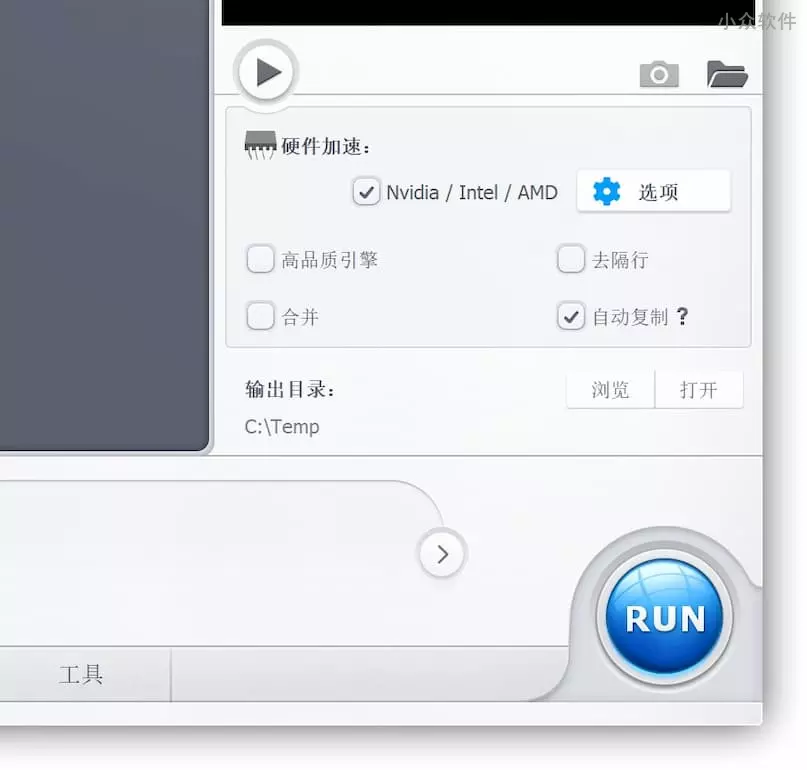 小众软件
硬件加速：
Nvidia / Intel / AMD 选项
高品质引擎 去隔行
合并 自动复制 ?
输出目录： 浏览 打开
C:\Temp
RUN
工具